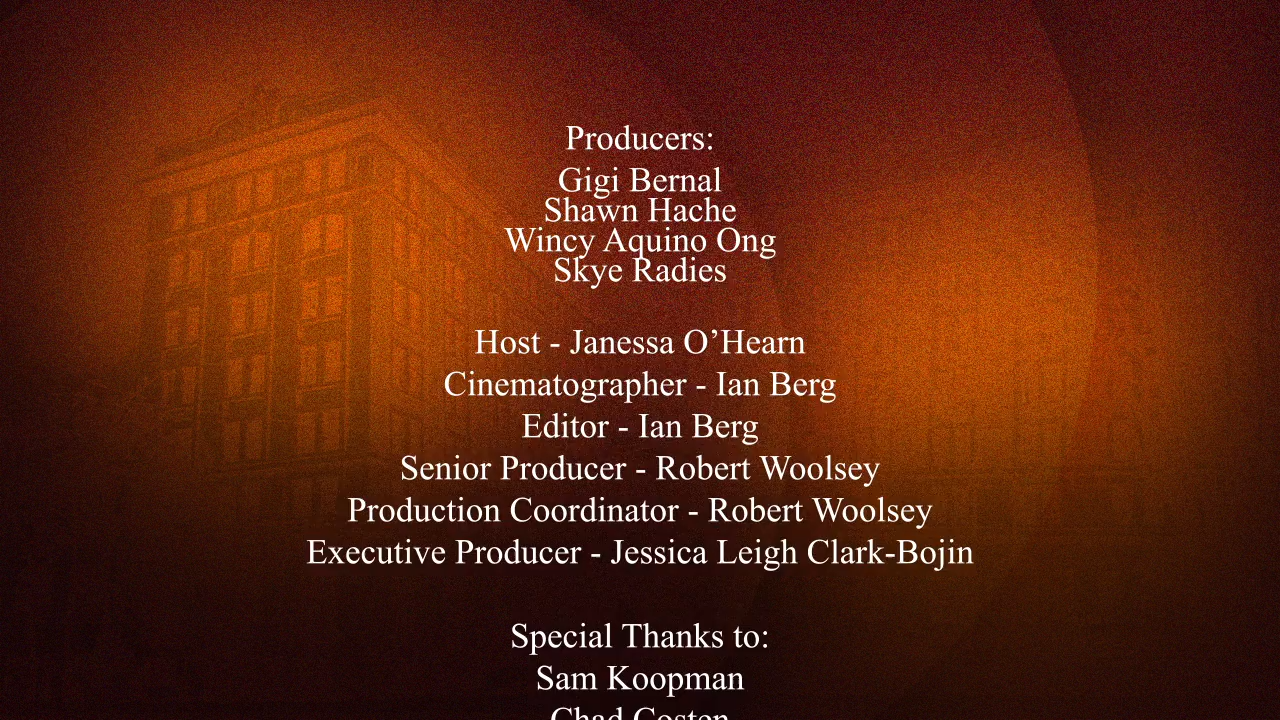 Producers:
Gigi Bernal
Shawn Hache
Wincy Aquino Ong
Skye Radies
Host - Janessa O’Hearn
Cinematographer - Ian Berg
Editor - Ian Berg
Senior Producer - Robert Woolsey
Production Coordinator - Robert Woolsey
Executive Producer - Jessica Leigh Clark-Bojin
Special Thanks to:
Sam Koopman
Chad